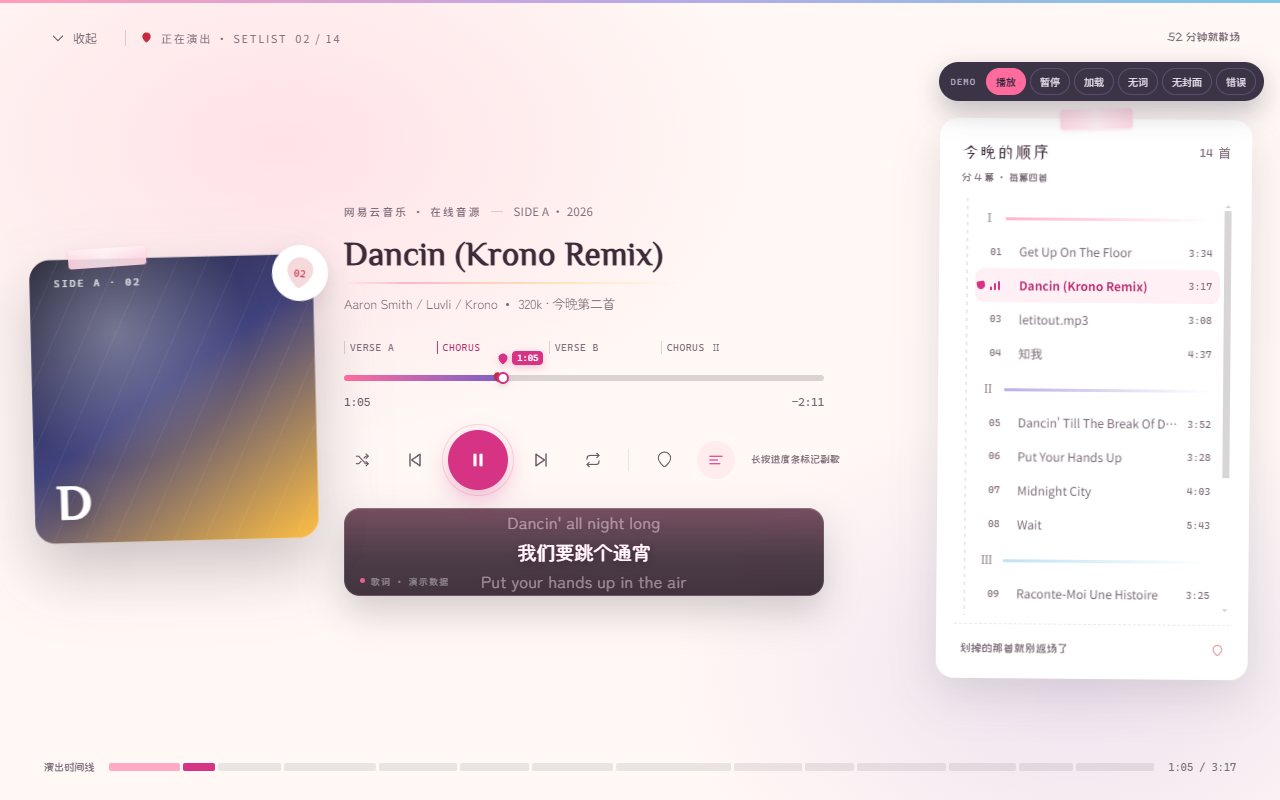 收起
正在演出 • SETLIST 02 / 14
52 分钟就散场
DEMO 播放 暂停 加载 无词 无封面 错误
今晚的顺序
14 首
分 4 幕 · 每幕四首
I
01 Get Up On The Floor 3:34
Dancin (Krono Remix) 3:17
03 letitout.mp3 3:08
04 知我 4:37
II
05 Dancin' Till The Break Of D··· 3:52
06 Put Your Hands Up 3:28
07 Midnight City 4:03
08 Wait 5:43
III
09 Raconte-Moi Une Histoire 3:25
划掉的那首就别返场了
SIDE A · 02
02
D
网易云音乐 • 在线音源 — SIDE A • 2026
Dancin (Krono Remix)
Aaron Smith / Luvli / Krono • 320k · 今晚第二首
VERSE A
CHORUS
VERSE B
CHORUS II
1:05
1:05
−2:11
长按进度条标记副歌
Dancin' all night long
我们要跳个通宵
Put your hands up in the air
歌词 • 演示数据
演出时间线
1:05 / 3:17